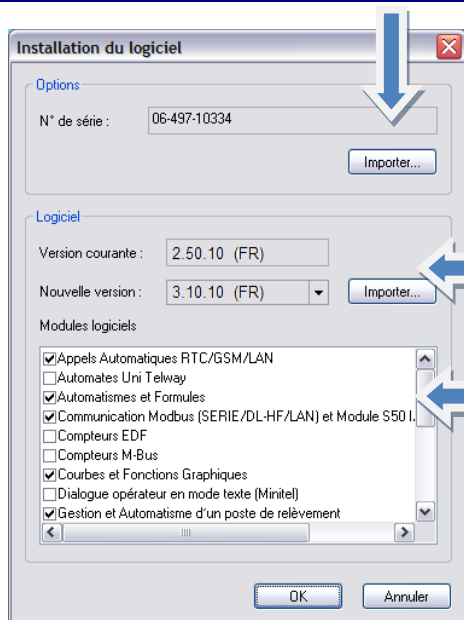 Installation du logiciel
Options
N° de série : 06-497-10334
Importer...
Logiciel
Version courante : 2.50.10 (FR)
Nouvelle version : 3.10.10 (FR) Importer...
Modules logiciels
Appels Automatiques RTC/GSM/LAN
Automates Uni Telway
Automatismes et Formules
Communication Modbus (SERIE/DL-HF/LAN) et Module S50 I.
Compteurs EDF
Compteurs M-Bus
Courbes et Fonctions Graphiques
Dialogue opérateur en mode texte (Minitel)
Gestion et Automatisme d'un poste de relèvement
OK Annuler